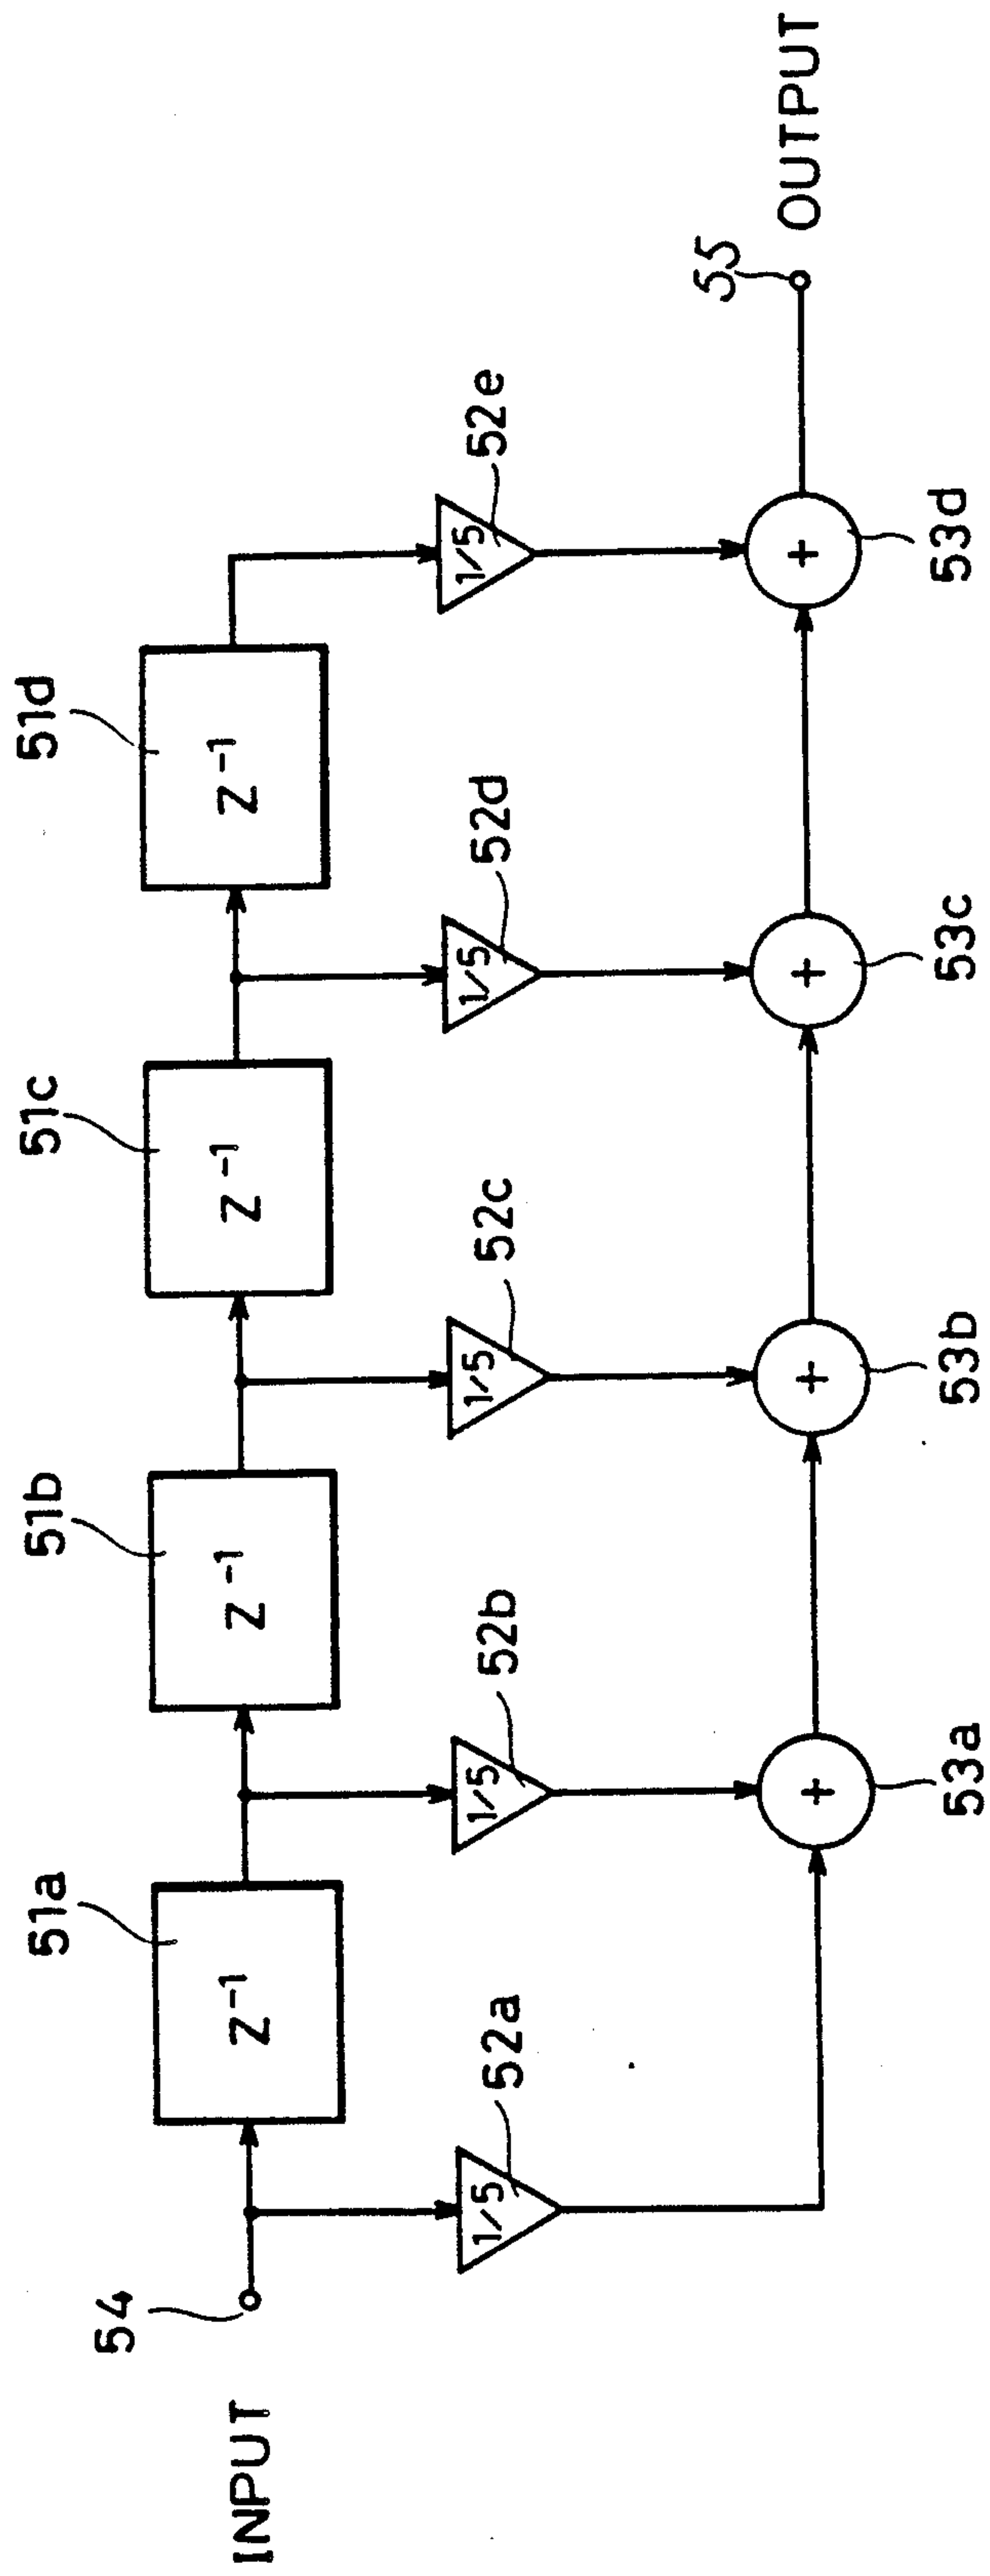 51a
51b
51c
51d
Z⁻¹
Z⁻¹
Z⁻¹
Z⁻¹
54
INPUT
1/5
1/5
1/5
1/5
1/5
52a
52b
52c
52d
52e
55
OUTPUT
+
+
+
+
53a
53b
53c
53d